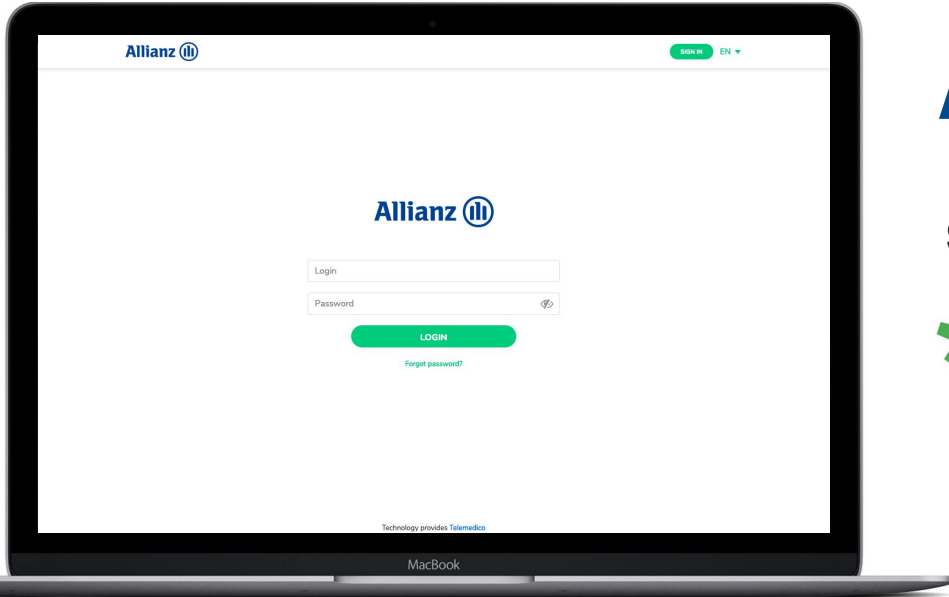 Allianz
SIGN IN EN
Allianz
Login
Password
LOGIN
Forgot password?
Technology provides Telemedico
MacBook